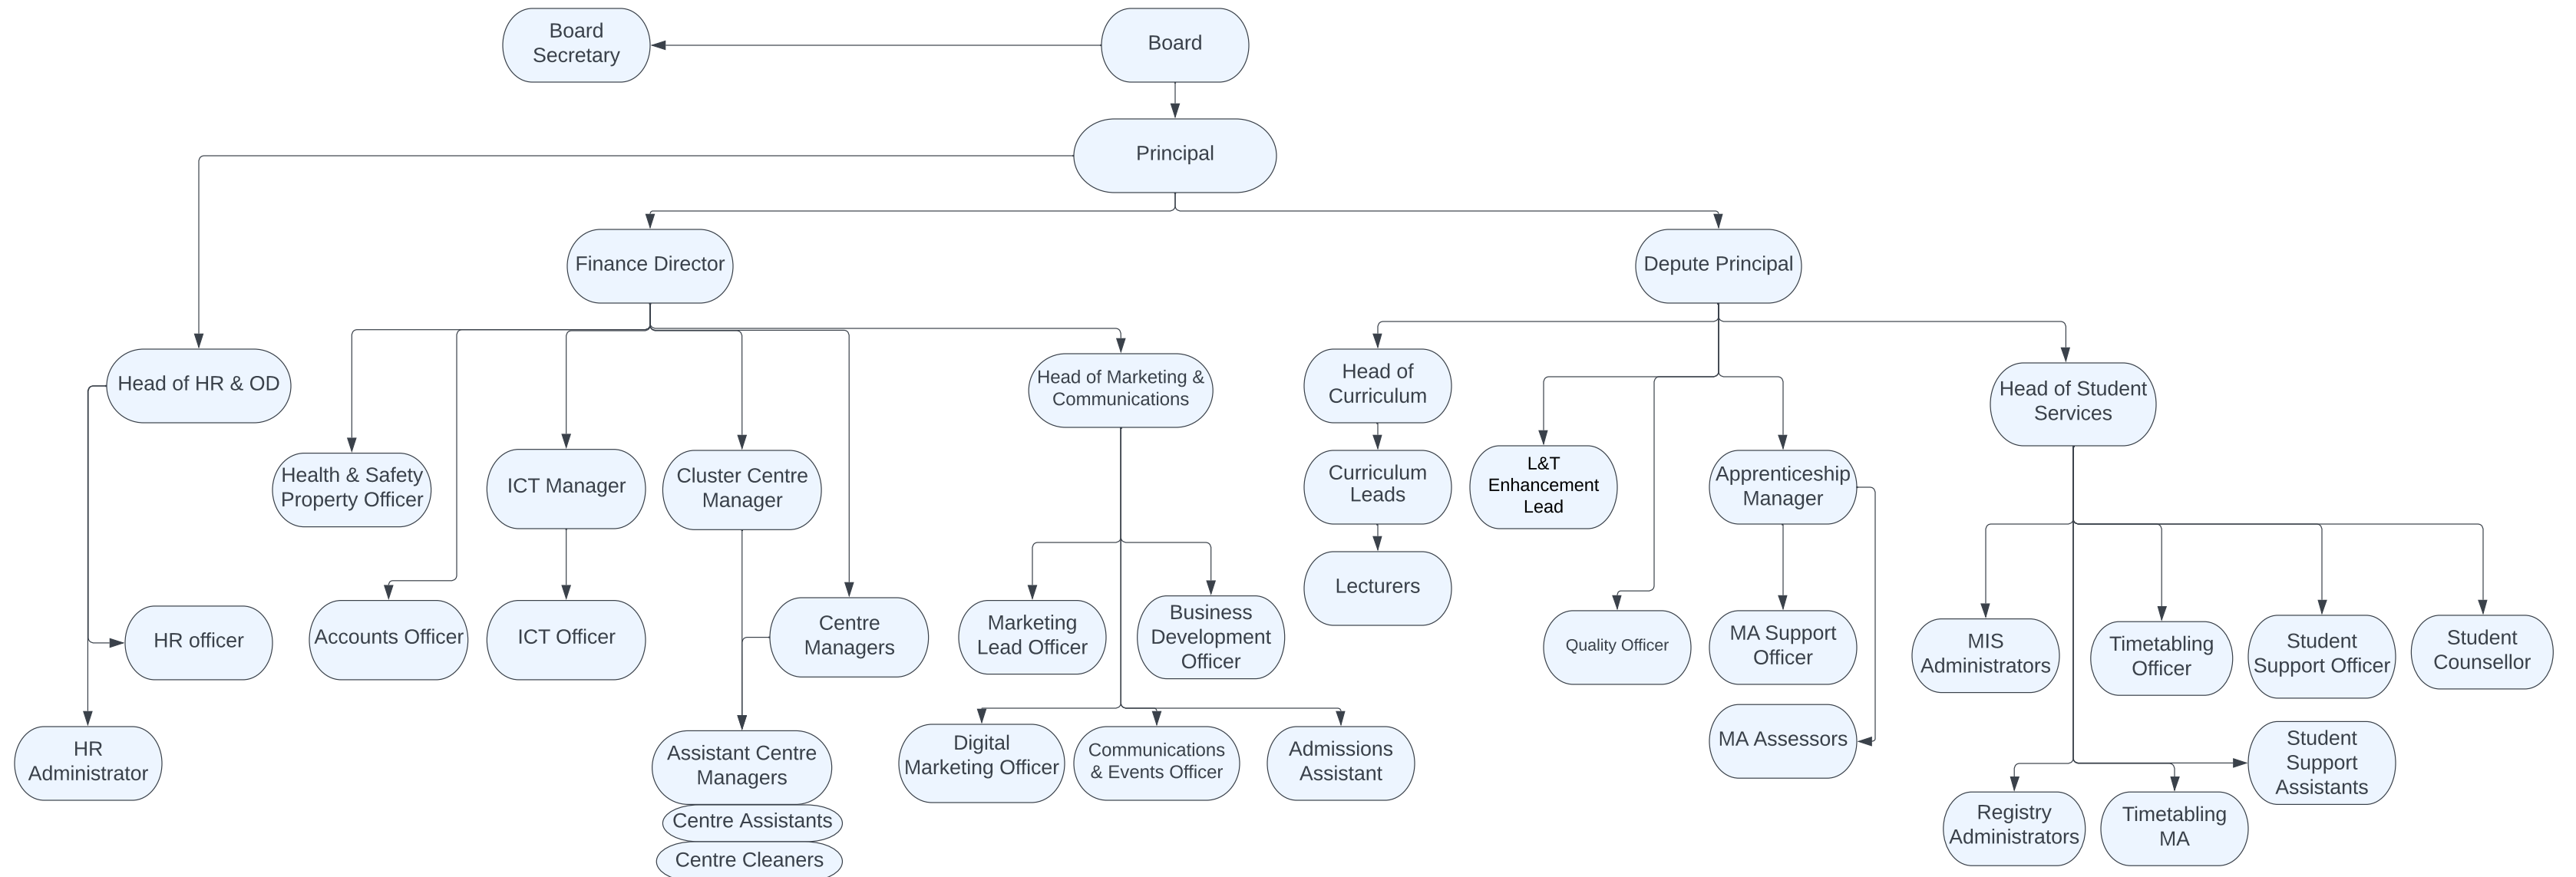 Board
Secretary
Board
Principal
Finance Director
Depute Principal
Head of HR & OD
Head of Marketing &
Communications
Head of
Curriculum
Head of Student
Services
Health & Safety
Property Officer
ICT Manager
Cluster Centre
Manager
Curriculum
Leads
L&T
Enhancement
Lead
Apprenticeship
Manager
HR officer
Accounts Officer
ICT Officer
Centre
Managers
Marketing
Lead Officer
Business
Development
Officer
Lecturers
Quality Officer
MA Support
Officer
MIS
Administrators
Timetabling
Officer
Student
Support Officer
Student
Counsellor
HR
Administrator
Assistant Centre
Managers
Centre Assistants
Centre Cleaners
Digital
Marketing Officer
Communications
& Events Officer
Admissions
Assistant
MA Assessors
Student
Support
Assistants
Registry
Administrators
Timetabling
MA